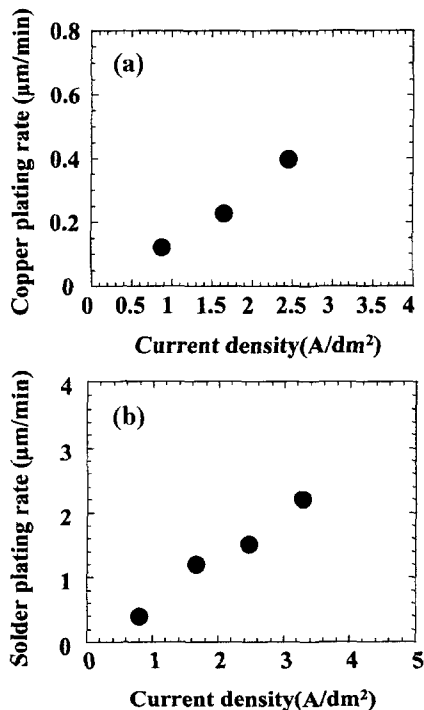 (a)
Copper plating rate (μm/min)
0.8
0.6
0.4
0.2
0
0 0.5 1 1.5 2 2.5 3 3.5 4
Current density(A/dm²)
(b)
Solder plating rate (μm/min)
4
3
2
1
0
0 1 2 3 4 5
Current density(A/dm²)